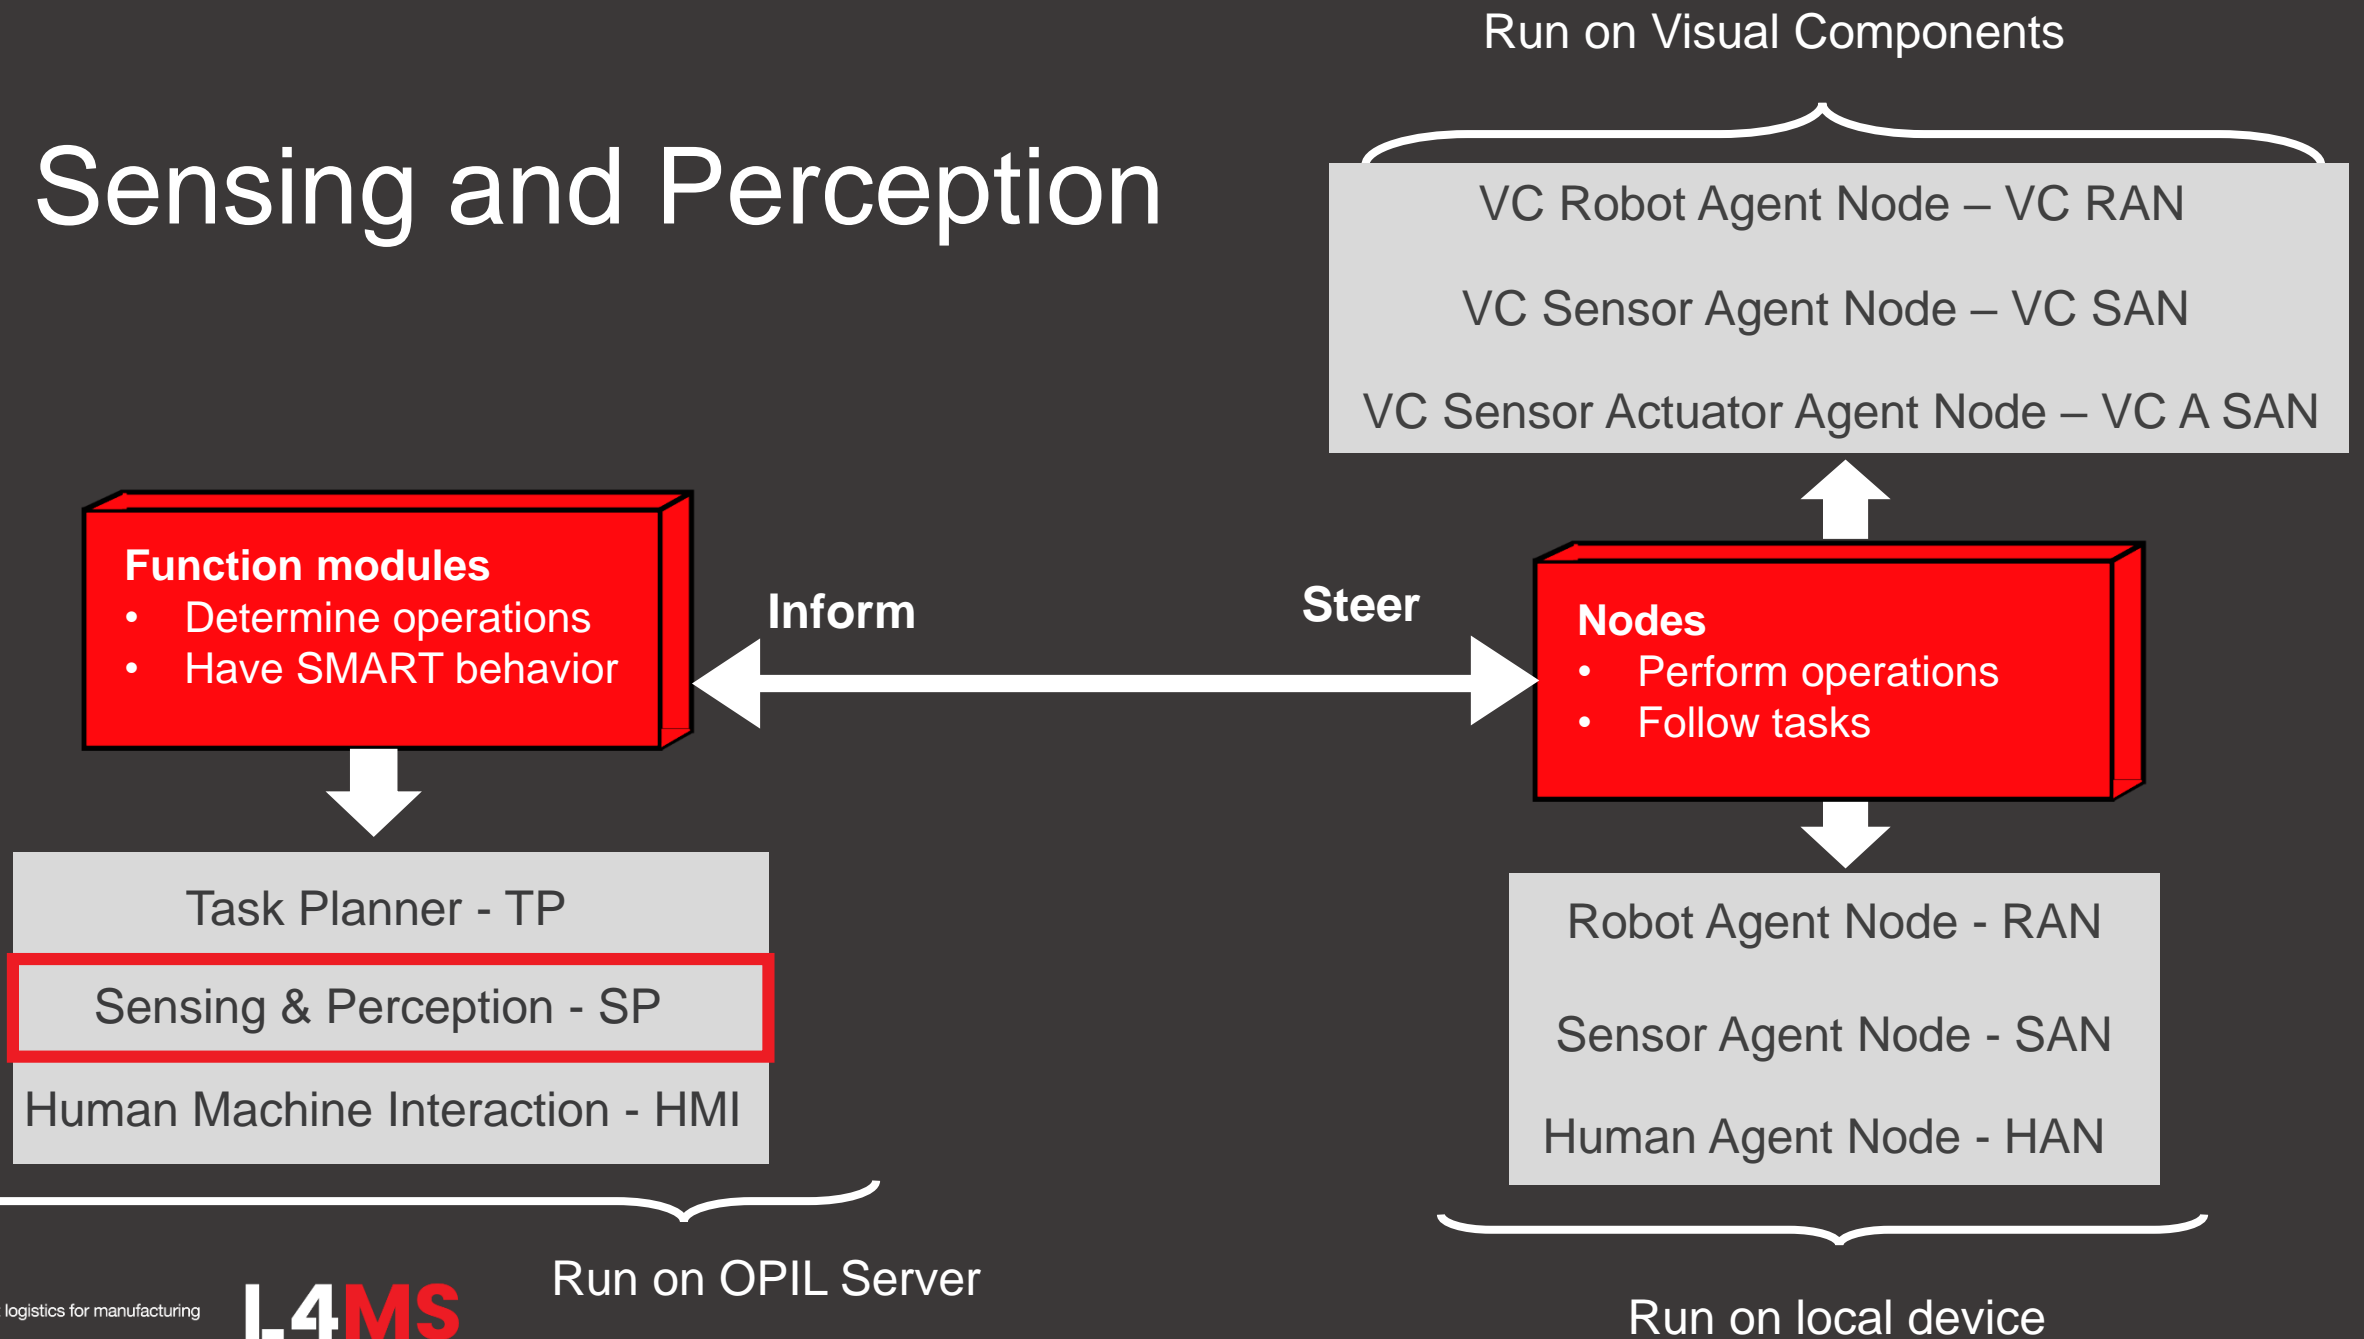 Run on Visual Components
Sensing and Perception
VC Robot Agent Node – VC RAN
VC Sensor Agent Node – VC SAN
VC Sensor Actuator Agent Node – VC A SAN
Function modules
• Determine operations
• Have SMART behavior
Inform
Steer
Nodes
• Perform operations
• Follow tasks
Task Planner - TP
Sensing & Perception - SP
Human Machine Interaction - HMI
Robot Agent Node - RAN
Sensor Agent Node - SAN
Human Agent Node - HAN
Run on OPIL Server
Run on local device
logistics for manufacturing
L4MS